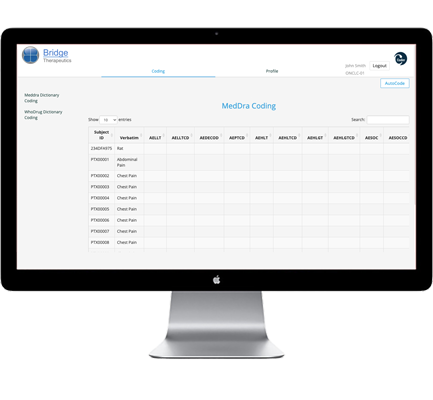 Bridge
Therapeutics
John Smith Logout
ONCLC-01
Coding Profile
AutoCode
Meddra Dictionary
Coding
WhoDrug Dictionary
Coding
MedDra Coding
Show 10 entries Search:
Subject ID Verbatim AELLT AELLTCD AEDECOD AEPTCD AEHLT AEHLTCD AEHLGT AEHLGTCD AESOC AESOCCD
234DFA975 Rat
PTX00001 Abdominal Pain
PTX00002 Chest Pain
PTX00003 Chest Pain
PTX00004 Chest Pain
PTX00005 Chest Pain
PTX00006 Chest Pain
PTX00007 Chest Pain
PTX00008 Chest Pain